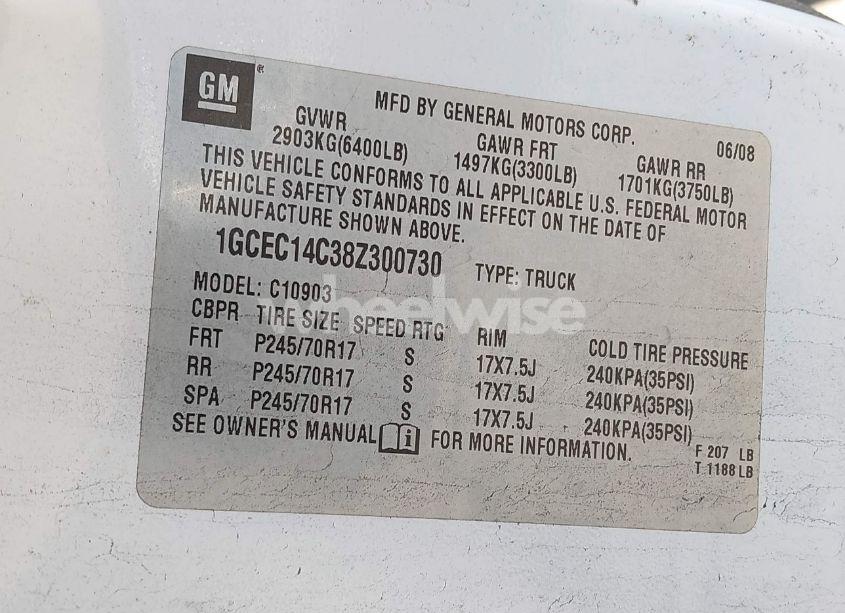 GM
MFD BY GENERAL MOTORS CORP. 06/08
GVWR GAWR FRT GAWR RR
2903KG(6400LB) 1497KG(3300LB) 1701KG(3750LB)
THIS VEHICLE CONFORMS TO ALL APPLICABLE U.S. FEDERAL MOTOR
VEHICLE SAFETY STANDARDS IN EFFECT ON THE DATE OF
MANUFACTURE SHOWN ABOVE.
1GCEC14C38Z300730 TYPE: TRUCK
MODEL: C10903
wheelwise
CBPR TIRE SIZE SPEED RTG RIM COLD TIRE PRESSURE
FRT P245/70R17 S 17X7.5J 240KPA(35PSI)
RR P245/70R17 S 17X7.5J 240KPA(35PSI)
SPA P245/70R17 S 17X7.5J 240KPA(35PSI)
SEE OWNER'S MANUAL FOR MORE INFORMATION.
F 207 LB
T 1188 LB